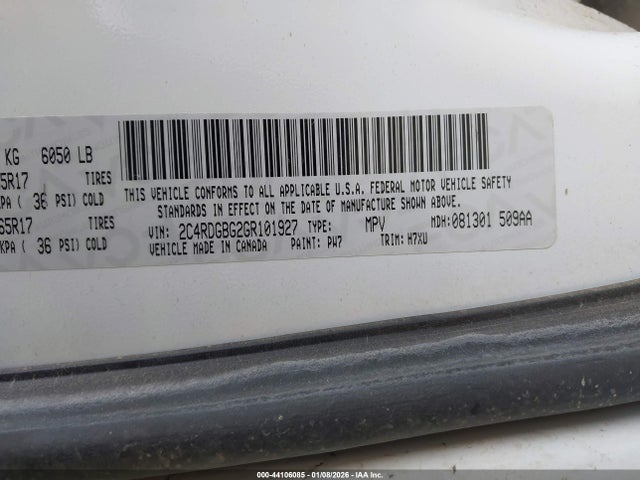 KG 6050 LB
5R17 TIRES
KPA ( 36 PSI) COLD
65R17 TIRES
KPA ( 36 PSI) COLD
THIS VEHICLE CONFORMS TO ALL APPLICABLE U.S.A. FEDERAL MOTOR VEHICLE SAFETY
STANDARDS IN EFFECT ON THE DATE OF MANUFACTURE SHOWN ABOVE.
VIN: 2C4RDGBG2GR101927 TYPE: MPV MDH: 081301 509AA
VEHICLE MADE IN CANADA PAINT: PW7 TRIM: H7XU
000-44106085 01/08/2026 - IAA Inc.